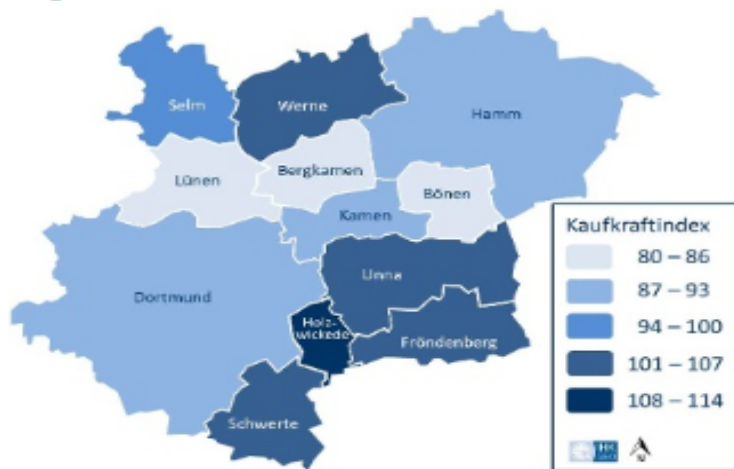 Selm
Werne
Hamm
Lünen
Bergkamen
Bönen
Kamen
Unna
Dortmund
Holz-
wickede
Fröndenberg
Schwerte
Kaufkraftindex
80 – 86
87 – 93
94 – 100
101 – 107
108 – 114
IHK
N